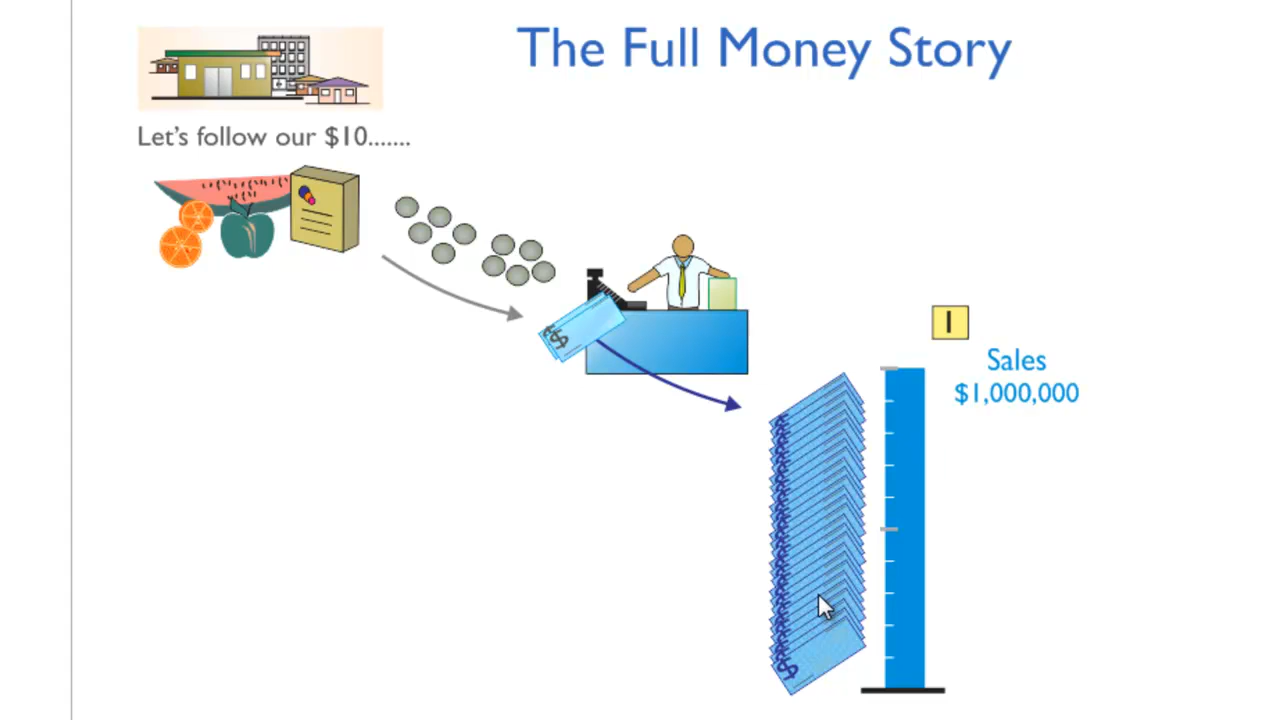 The Full Money Story
Let's follow our $10.......
$
1
Sales
$1,000,000
$